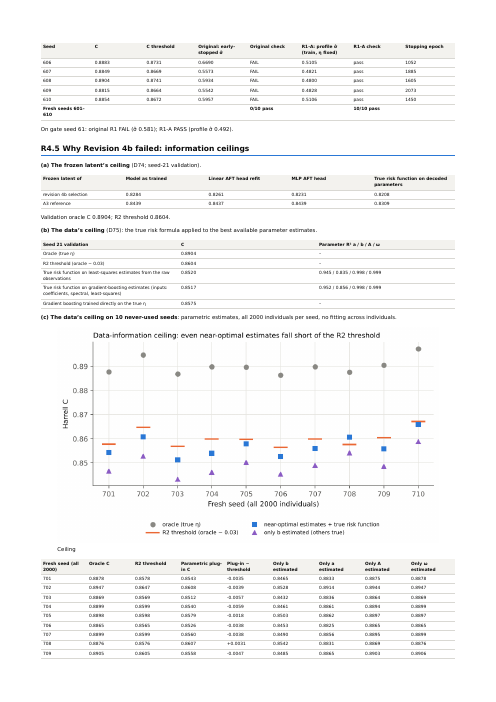 Seed C C threshold Original: early-stopped σ̂ Original check R1-A: profile σ̂ (train, η fixed) R1-A check Stopping epoch
606 0.8883 0.8731 0.6690 FAIL 0.5105 pass 1052
607 0.8849 0.8669 0.5573 FAIL 0.4821 pass 1885
608 0.8904 0.8741 0.5934 FAIL 0.4800 pass 1605
609 0.8815 0.8664 0.5542 FAIL 0.4828 pass 2073
610 0.8854 0.8672 0.5957 FAIL 0.5106 pass 1450
Fresh seeds 601-610 0/10 pass 10/10 pass
On gate seed 61: original R1 FAIL (σ̂ 0.581); R1-A PASS (profile σ̂ 0.492).
R4.5 Why Revision 4b failed: information ceilings
(a) The frozen latent's ceiling (D74; seed-21 validation).
Frozen latent of Model as trained Linear AFT head refit MLP AFT head True risk function on decoded parameters
revision 4b selection 0.8283 0.8261 0.8231 0.8208
A3 reference 0.8439 0.8437 0.8439 0.8309
Validation oracle C 0.8904; R2 threshold 0.8604.
(b) The data's ceiling (D75): the true risk formula applied to the best available parameter estimates.
Seed 21 validation C Parameter R² a / b / A / ω
Oracle (true η) 0.8904 –
R2 threshold (oracle − 0.03) 0.8604 –
True risk function on least-squares estimates from the raw observations 0.8520 0.945 / 0.835 / 0.998 / 0.999
True risk function on gradient-boosting estimates (inputs: coefficients, spectral, least-squares) 0.8517 0.952 / 0.856 / 0.998 / 0.999
Gradient boosting trained directly on the true η 0.8575 –
(c) The data's ceiling on 10 never-used seeds: parametric estimates, all 2000 individuals per seed, no fitting across individuals.
Data-information ceiling: even near-optimal estimates fall short of the R2 threshold
Harrell C
0.89
0.88
0.87
0.86
0.85
701 702 703 704 705 706 707 708 709 710
Fresh seed (all 2000 individuals)
oracle (true η)
R2 threshold (oracle − 0.03)
near-optimal estimates + true risk function
only b estimated (others true)
Ceiling
Fresh seed (all 2000) Oracle C R2 threshold Parametric plug-in C Plug-in − threshold Only b estimated Only a estimated Only A estimated Only ω estimated
701 0.8878 0.8578 0.8543 -0.0035 0.8465 0.8833 0.8875 0.8878
702 0.8947 0.8647 0.8608 -0.0039 0.8528 0.8914 0.8944 0.8947
703 0.8869 0.8569 0.8512 -0.0057 0.8432 0.8836 0.8864 0.8869
704 0.8899 0.8599 0.8540 -0.0059 0.8461 0.8861 0.8894 0.8899
705 0.8898 0.8598 0.8579 -0.0018 0.8503 0.8862 0.8897 0.8897
706 0.8865 0.8565 0.8526 -0.0038 0.8453 0.8825 0.8865 0.8865
707 0.8899 0.8599 0.8560 -0.0038 0.8490 0.8856 0.8895 0.8899
708 0.8876 0.8576 0.8607 +0.0031 0.8542 0.8831 0.8869 0.8876
709 0.8905 0.8605 0.8558 -0.0047 0.8485 0.8865 0.8903 0.8906